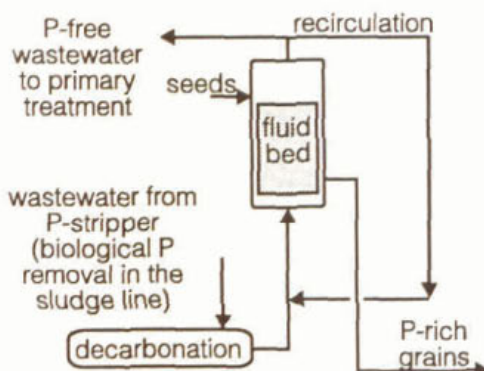 P-free
wastewater
to primary
treatment
recirculation
seeds
fluid
bed
wastewater from
P-stripper
(biological P
removal in the
sludge line)
decarbonation
P-rich
grains